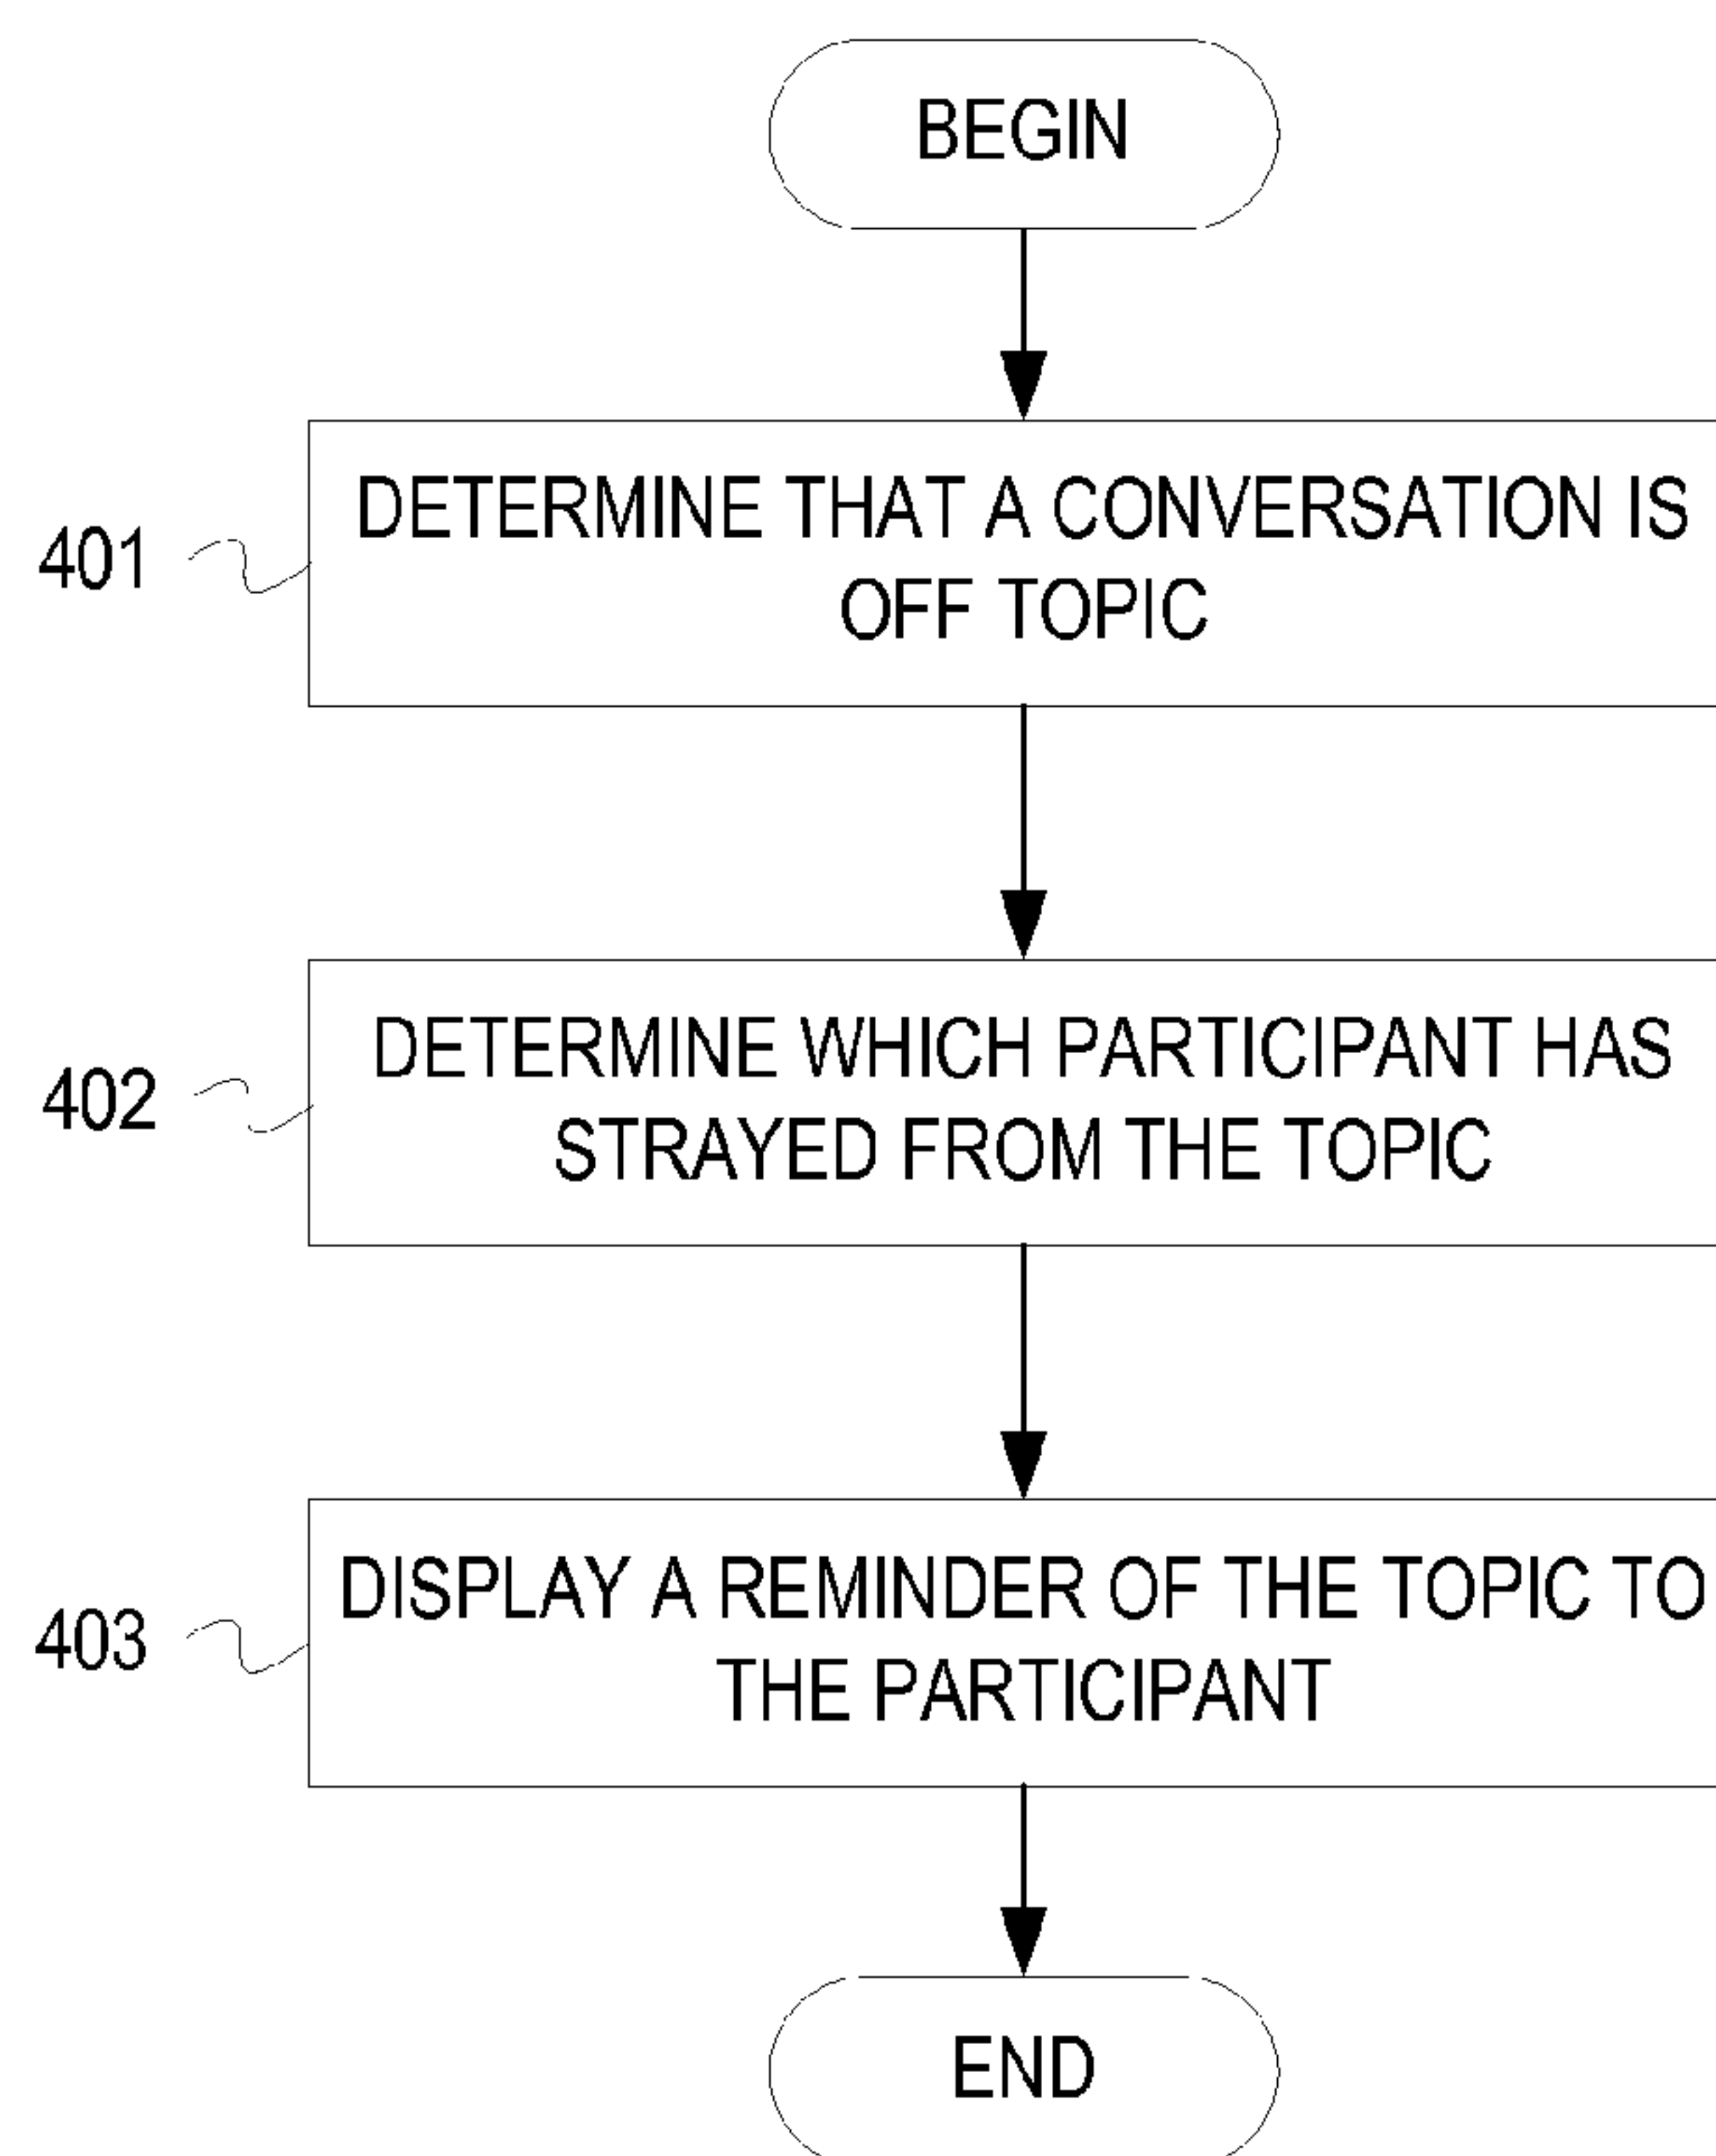 BEGIN
401
DETERMINE THAT A CONVERSATION IS
OFF TOPIC
402
DETERMINE WHICH PARTICIPANT HAS
STRAYED FROM THE TOPIC
403
DISPLAY A REMINDER OF THE TOPIC TO
THE PARTICIPANT
END